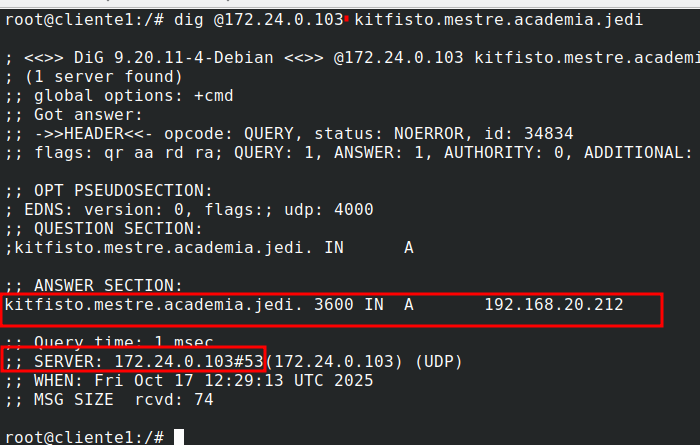 root@cliente1:/# dig @172.24.0.103 kitfisto.mestre.academia.jedi
; <<>> DiG 9.20.11-4-Debian <<>> @172.24.0.103 kitfisto.mestre.academi
; (1 server found)
;; global options: +cmd
;; Got answer:
;; ->>HEADER<<- opcode: QUERY, status: NOERROR, id: 34834
;; flags: qr aa rd ra; QUERY: 1, ANSWER: 1, AUTHORITY: 0, ADDITIONAL:
;; OPT PSEUDOSECTION:
; EDNS: version: 0, flags:; udp: 4000
;; QUESTION SECTION:
;kitfisto.mestre.academia.jedi. IN A
;; ANSWER SECTION:
kitfisto.mestre.academia.jedi. 3600 IN A 192.168.20.212
;; Query time: 1 msec
;; SERVER: 172.24.0.103#53(172.24.0.103) (UDP)
;; WHEN: Fri Oct 17 12:29:13 UTC 2025
;; MSG SIZE rcvd: 74
root@cliente1:/#